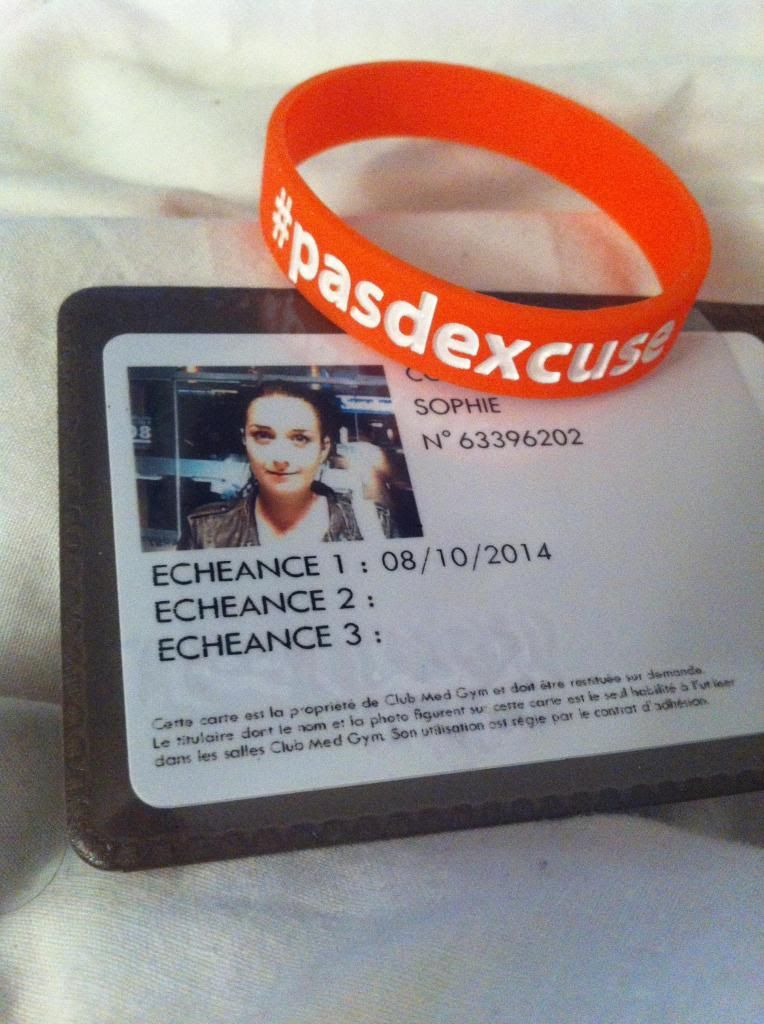 #pasdexcuse
SOPHIE
N° 63396202
ECHEANCE 1 : 08/10/2014
ECHEANCE 2 :
ECHEANCE 3 :
Cette carte est la propriété de Club Med Gym et doit être restituée sur demande.
Le titulaire dont le nom et la photo figurent sur cette carte est le seul habilité à l'utiliser
dans les salles Club Med Gym. Son utilisation est régie par le contrat d'adhésion.